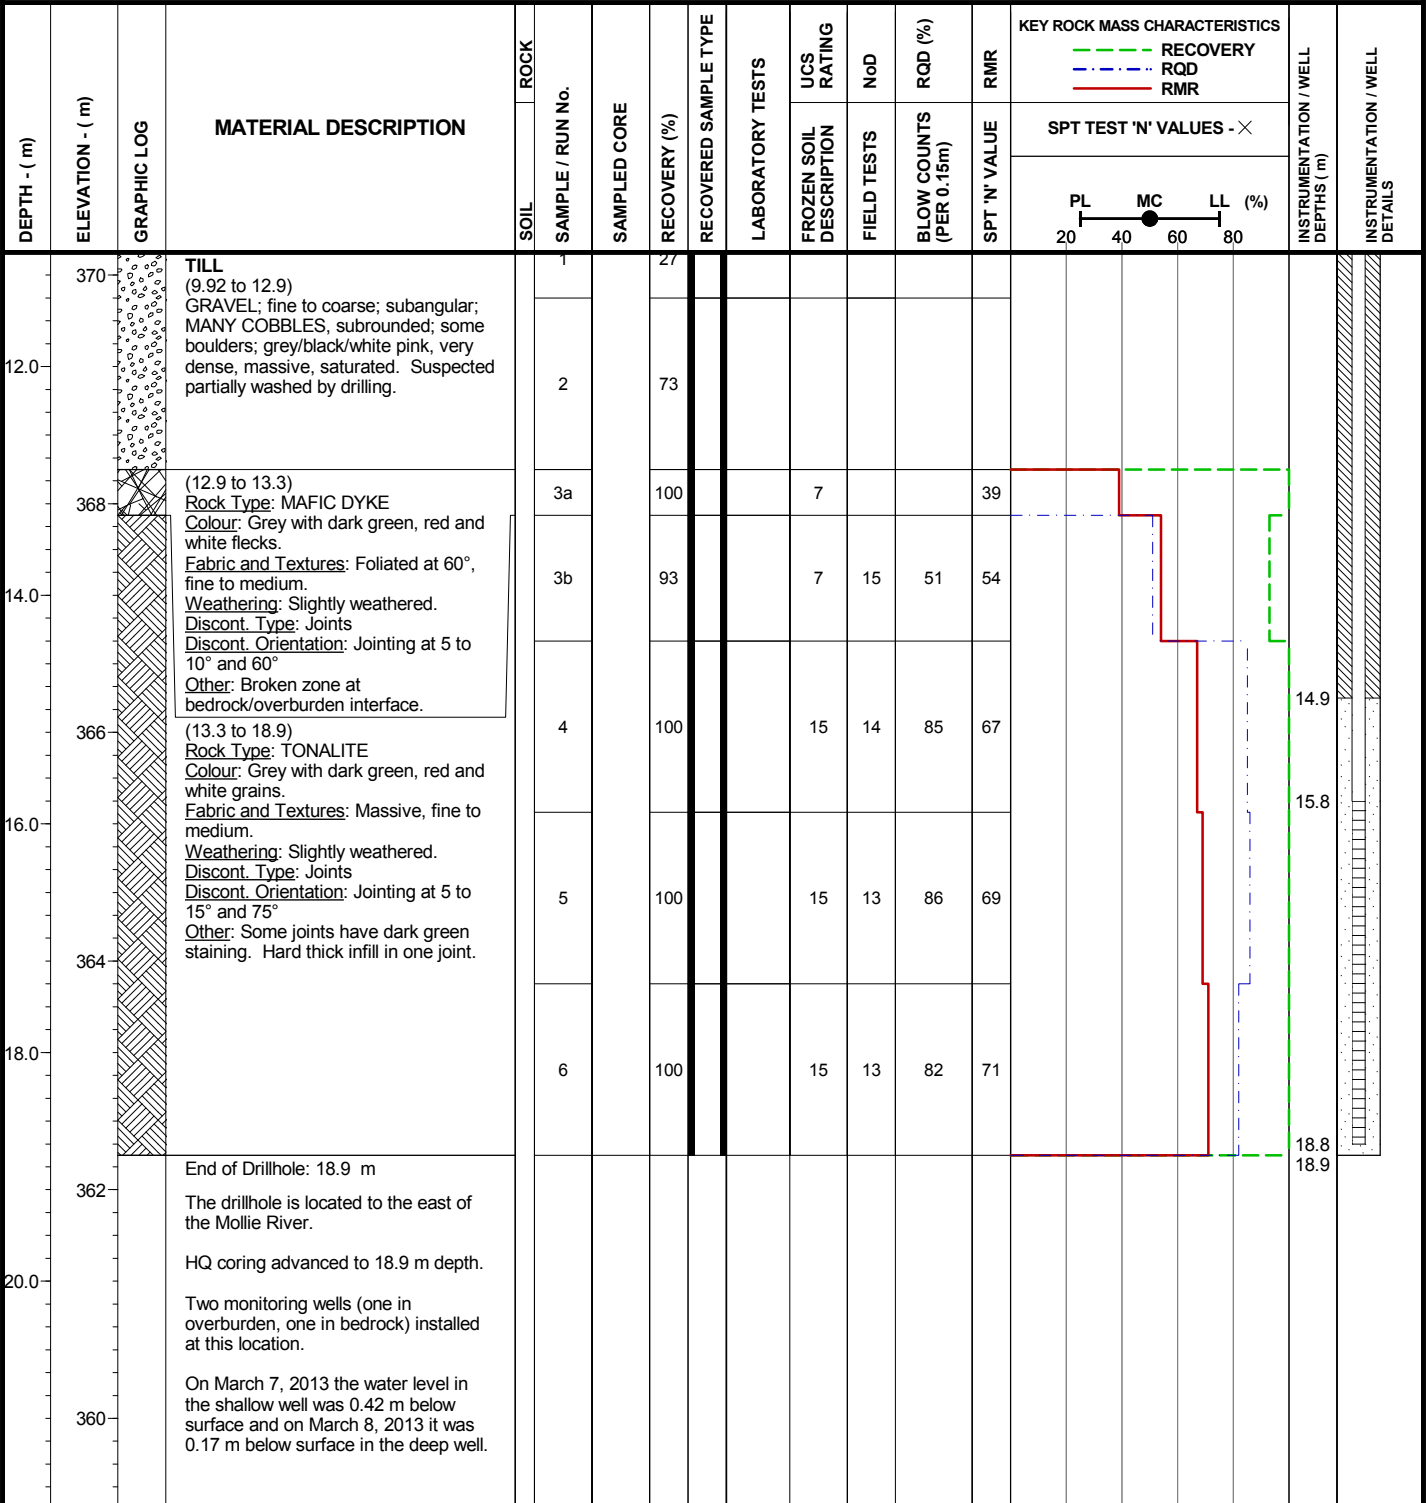 DEPTH - ( m)
ELEVATION - ( m)
GRAPHIC LOG
MATERIAL DESCRIPTION
SOIL
ROCK
SAMPLE / RUN No.
SAMPLED CORE
RECOVERY (%)
RECOVERED SAMPLE TYPE
LABORATORY TESTS
UCS
RATING
FROZEN SOIL
DESCRIPTION
NoD
FIELD TESTS
RQD (%)
BLOW COUNTS
(PER 0.15m)
RMR
SPT 'N' VALUE
KEY ROCK MASS CHARACTERISTICS
RECOVERY
RQD
RMR
SPT TEST 'N' VALUES - X
PL MC LL (%)
20 40 60 80
INSTRUMENTATION / WELL
DEPTHS ( m)
INSTRUMENTATION / WELL
DETAILS
370
TILL
(9.92 to 12.9)
GRAVEL; fine to coarse; subangular;
MANY COBBLES, subrounded; some
boulders; grey/black/white pink, very
dense, massive, saturated. Suspected
partially washed by drilling.
1 27
12.0
2 73
(12.9 to 13.3)
Rock Type: MAFIC DYKE
Colour: Grey with dark green, red and
white flecks.
Fabric and Textures: Foliated at 60°,
fine to medium.
Weathering: Slightly weathered.
Discont. Type: Joints
Discont. Orientation: Jointing at 5 to
10° and 60°
Other: Broken zone at
bedrock/overburden interface.
368
3a 100 7 39
14.0
3b 93 7 15 51 54
14.9
366
(13.3 to 18.9)
Rock Type: TONALITE
Colour: Grey with dark green, red and
white grains.
Fabric and Textures: Massive, fine to
medium.
Weathering: Slightly weathered.
Discont. Type: Joints
Discont. Orientation: Jointing at 5 to
15° and 75°
Other: Some joints have dark green
staining. Hard thick infill in one joint.
4 100 15 14 85 67
15.8
16.0
5 100 15 13 86 69
364
18.0
6 100 15 13 82 71
18.8
18.9
End of Drillhole: 18.9 m
362
The drillhole is located to the east of
the Mollie River.
HQ coring advanced to 18.9 m depth.
20.0
Two monitoring wells (one in
overburden, one in bedrock) installed
at this location.
On March 7, 2013 the water level in
the shallow well was 0.42 m below
surface and on March 8, 2013 it was
0.17 m below surface in the deep well.
360